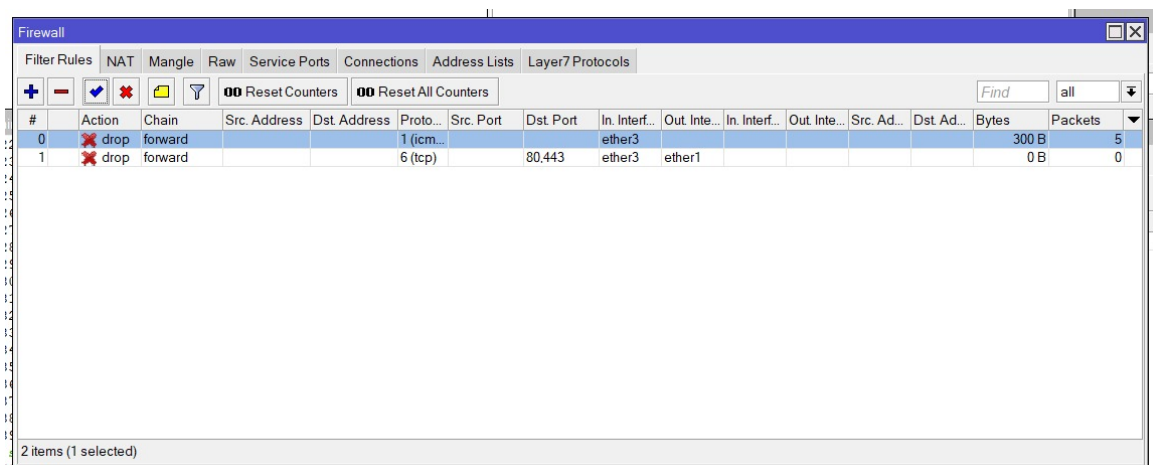 Firewall
Filter Rules NAT Mangle Raw Service Ports Connections Address Lists Layer7 Protocols
00 Reset Counters 00 Reset All Counters Find all
# Action Chain Src. Address Dst. Address Proto... Src. Port Dst. Port In. Interf... Out. Inte... In. Interf... Out. Inte... Src. Ad... Dst. Ad... Bytes Packets
0 drop forward 1 (icm... ether3 300 B 5
1 drop forward 6 (tcp) 80,443 ether3 ether1 0 B 0
2 items (1 selected)